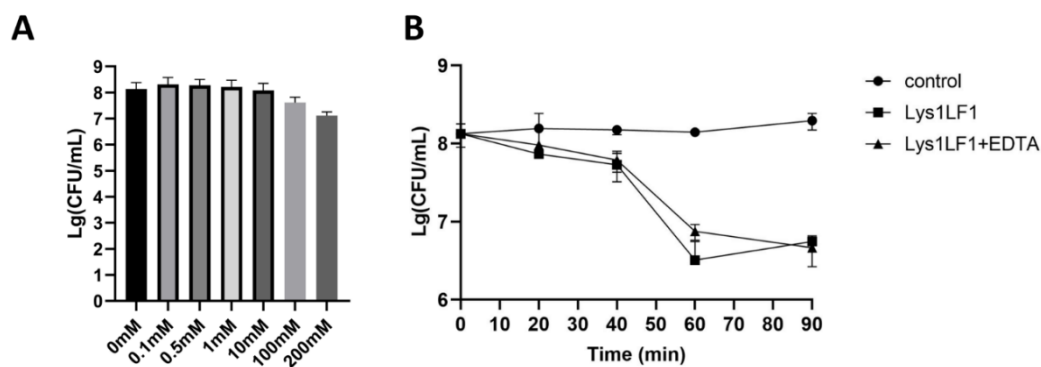 A
Lg(CFU/mL)
9
8
7
6
5
4
3
2
1
0
0mM
0.1mM
0.5mM
1mM
10mM
100mM
200mM
B
Lg(CFU/mL)
9
8
7
6
0 10 20 30 40 50 60 70 80 90
Time (min)
control
Lys1LF1
Lys1LF1+EDTA